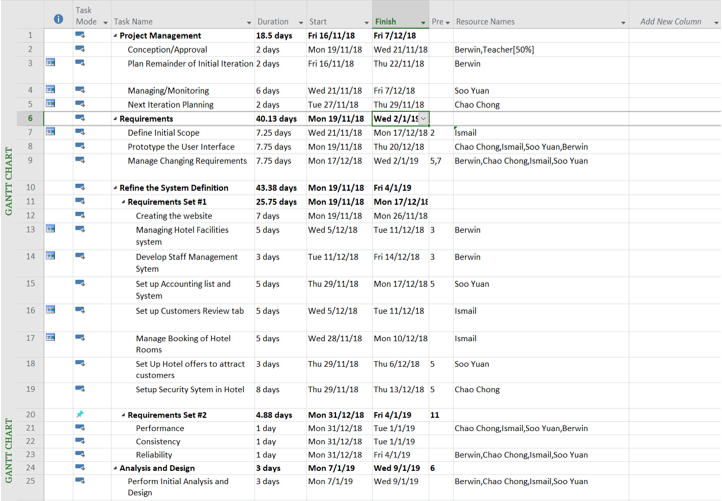 Task Mode Task Name Duration Start Finish Pre Resource Names Add New Column
1 Project Management 18.5 days Fri 16/11/18 Fri 7/12/18
2 Conception/Approval 2 days Mon 19/11/18 Wed 21/11/18 Berwin,Teacher[50%]
3 Plan Remainder of Initial Iteration 2 days Fri 16/11/18 Thu 22/11/18 Berwin
4 Managing/Monitoring 6 days Wed 21/11/18 Fri 7/12/18 Soo Yuan
5 Next Iteration Planning 2 days Tue 27/11/18 Thu 29/11/18 Chao Chong
6 Requirements 40.13 days Mon 19/11/18 Wed 2/1/19
7 Define Initial Scope 7.25 days Wed 21/11/18 Mon 17/12/18 2 Ismail
8 Prototype the User Interface 7.75 days Mon 19/11/18 Thu 20/12/18 Chao Chong,Ismail,Soo Yuan,Berwin
9 Manage Changing Requirements 7.75 days Mon 17/12/18 Wed 2/1/19 5,7 Berwin,Chao Chong,Ismail,Soo Yuan
10 Refine the System Definition 43.38 days Mon 19/11/18 Fri 4/1/19
11 Requirements Set #1 25.75 days Mon 19/11/18 Mon 17/12/18
12 Creating the website 7 days Mon 19/11/18 Mon 26/11/18
13 Managing Hotel Facilities system 5 days Wed 5/12/18 Tue 11/12/18 3 Berwin
14 Develop Staff Management Sytem 3 days Tue 11/12/18 Fri 14/12/18 3 Berwin
15 Set up Accounting list and System 5 days Thu 29/11/18 Mon 17/12/18 5 Soo Yuan
16 Set up Customers Review tab 5 days Wed 5/12/18 Tue 11/12/18 Ismail
17 Manage Booking of Hotel Rooms 5 days Wed 28/11/18 Mon 10/12/18 Ismail
18 Set Up Hotel offers to attract customers 3 days Thu 29/11/18 Thu 6/12/18 5 Soo Yuan
19 Setup Security Sytem in Hotel 8 days Thu 29/11/18 Thu 13/12/18 5 Chao Chong
20 Requirements Set #2 4.88 days Mon 31/12/18 Fri 4/1/19 11
21 Performance 1 day Mon 31/12/18 Tue 1/1/19 Chao Chong,Ismail,Soo Yuan,Berwin
22 Consistency 1 day Mon 31/12/18 Tue 1/1/19
23 Reliability 1 day Mon 31/12/18 Fri 4/1/19 Berwin,Chao Chong,Ismail,Soo Yuan
24 Analysis and Design 3 days Mon 7/1/19 Wed 9/1/19 6
25 Perform Initial Analysis and Design 3 days Mon 7/1/19 Wed 9/1/19 Berwin,Chao Chong,Ismail,Soo Yuan
GANTT CHART
GANTT CHART